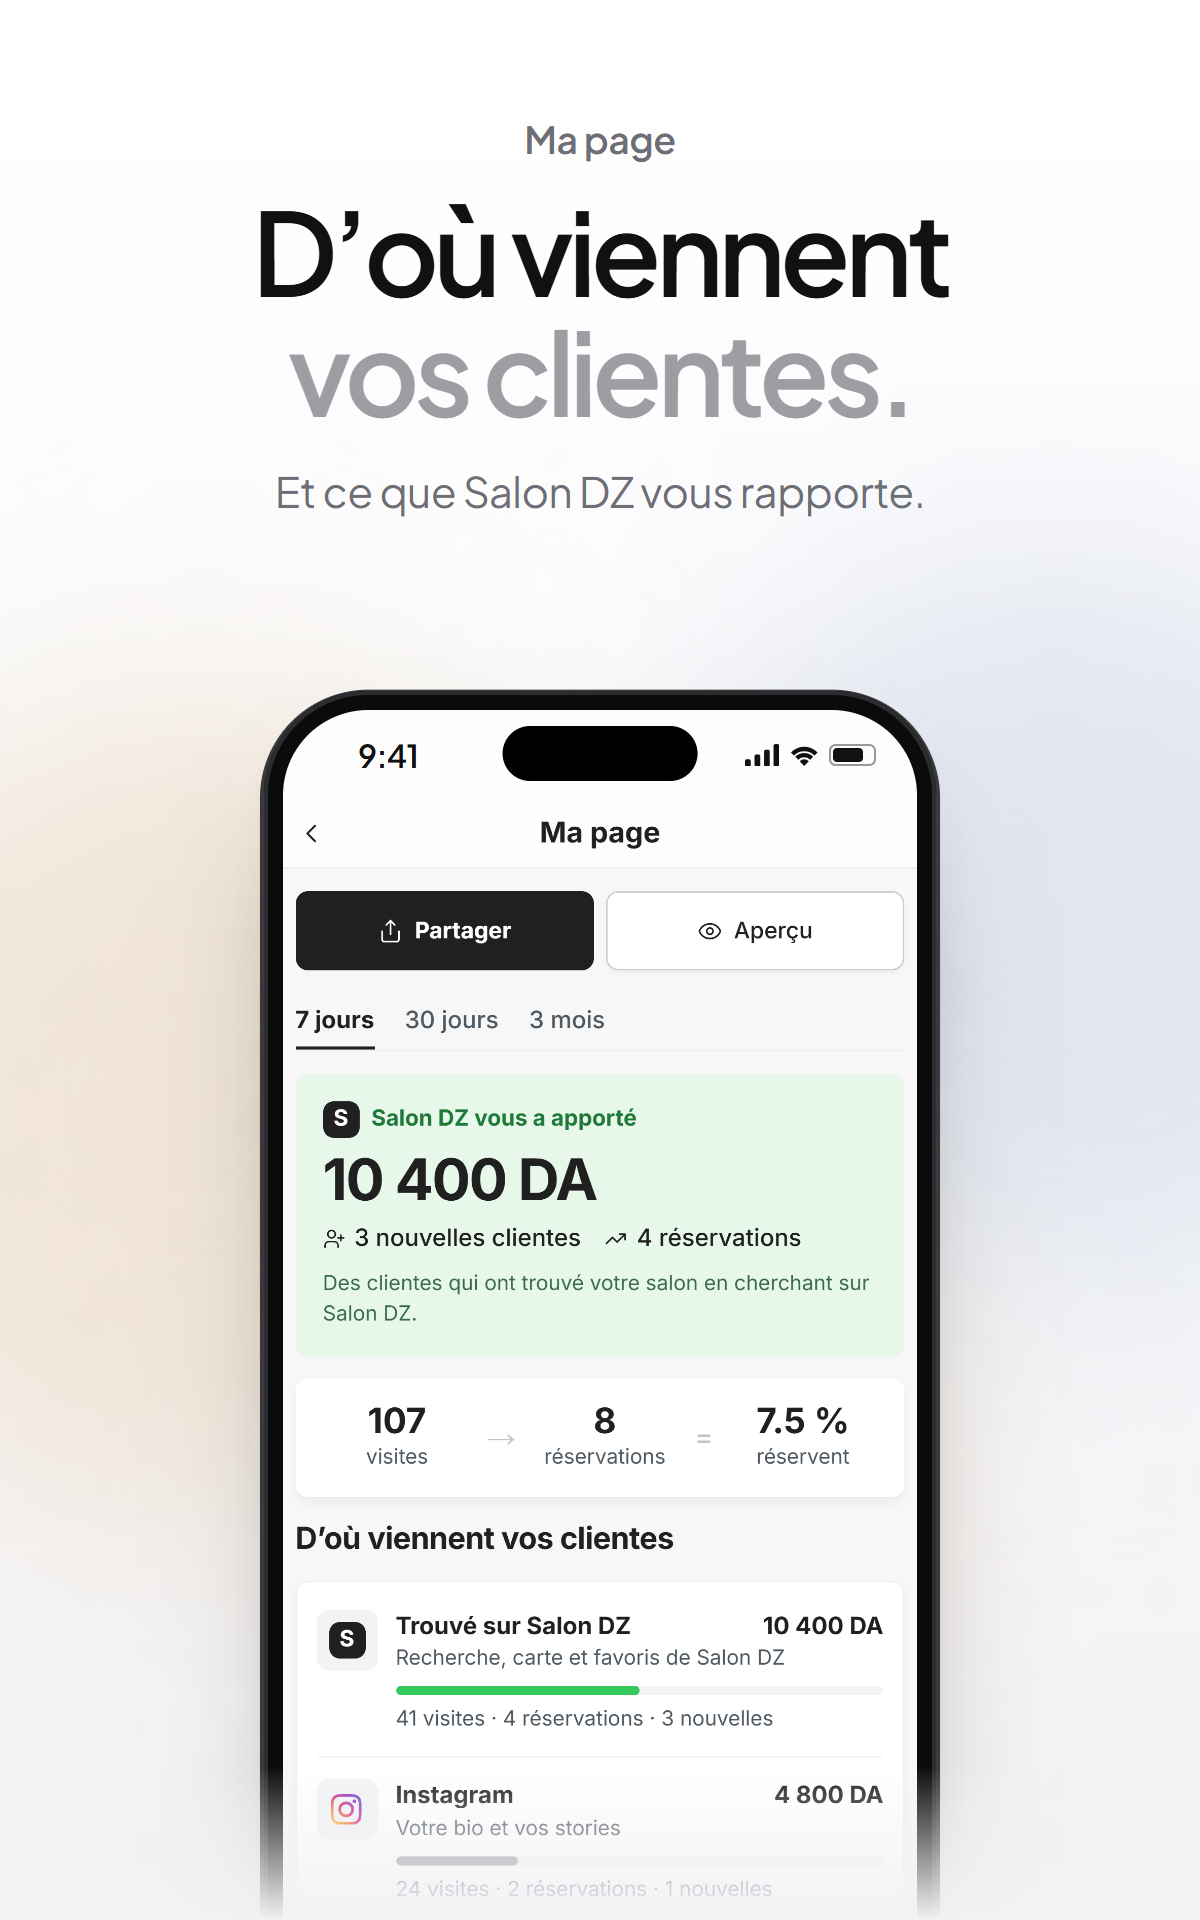 Ma page
D’où viennent
vos clientes.
Et ce que Salon DZ vous rapporte.
9:41
Ma page
Partager
Aperçu
7 jours 30 jours 3 mois
S Salon DZ vous a apporté
10 400 DA
3 nouvelles clientes 4 réservations
Des clientes qui ont trouvé votre salon en cherchant sur
Salon DZ.
107 → 8 = 7.5 %
visites réservations réservent
D’où viennent vos clientes
S Trouvé sur Salon DZ 10 400 DA
Recherche, carte et favoris de Salon DZ
41 visites · 4 réservations · 3 nouvelles
Instagram 4 800 DA
Votre bio et vos stories
24 visites · 2 réservations · 1 nouvelles